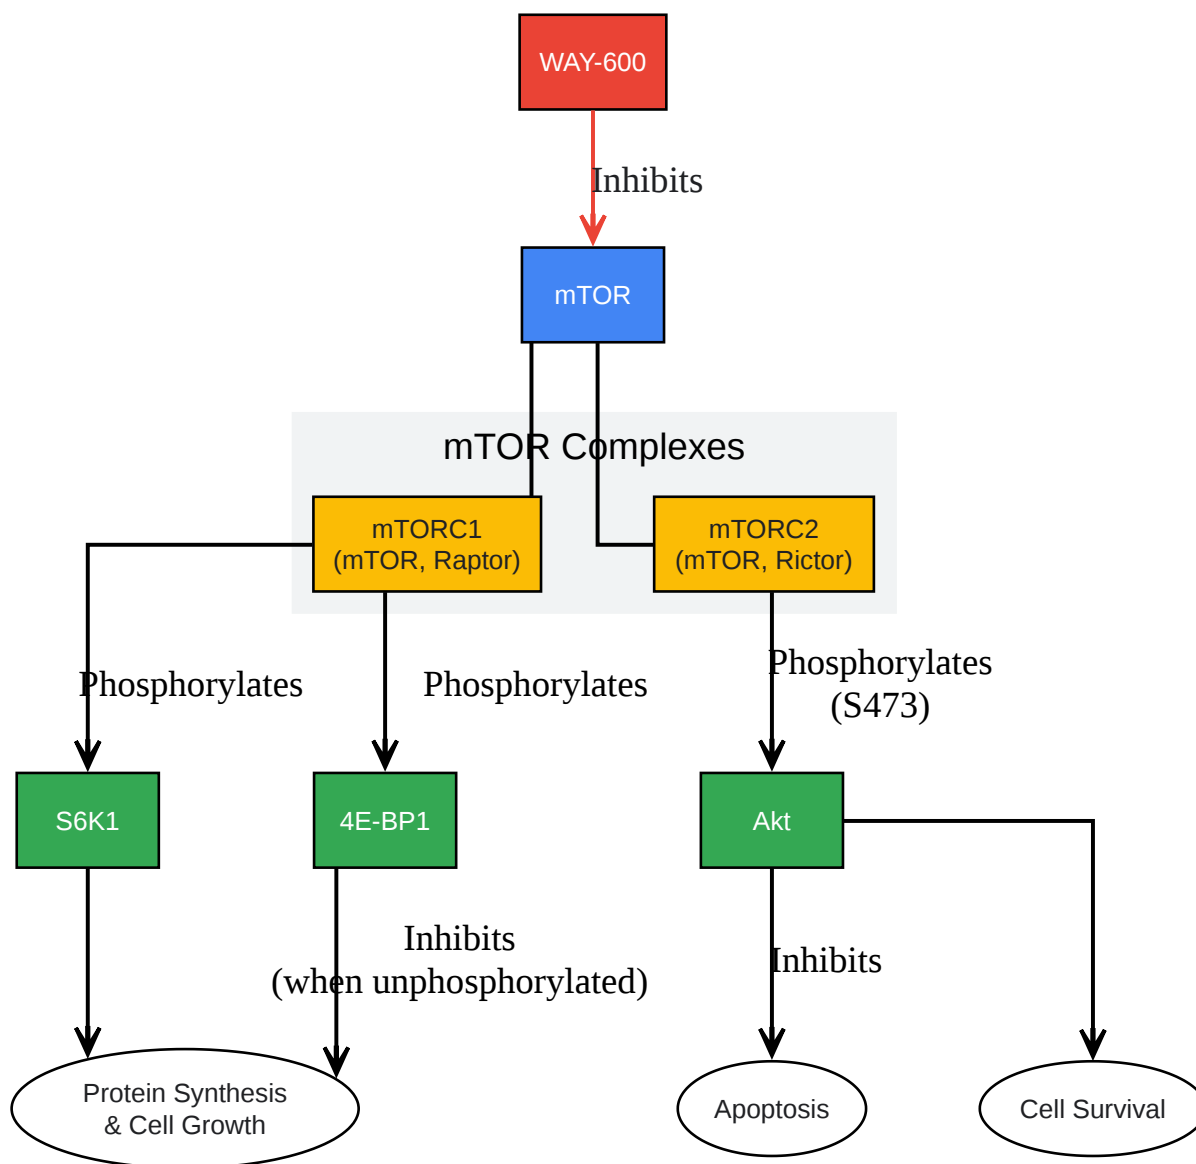 WAY-600
Inhibits
mTOR
mTOR Complexes
mTORC1
(mTOR, Raptor)
mTORC2
(mTOR, Rictor)
Phosphorylates
Phosphorylates
Phosphorylates
(S473)
S6K1
4E-BP1
Akt
Inhibits
(when unphosphorylated)
Inhibits
Protein Synthesis
& Cell Growth
Apoptosis
Cell Survival